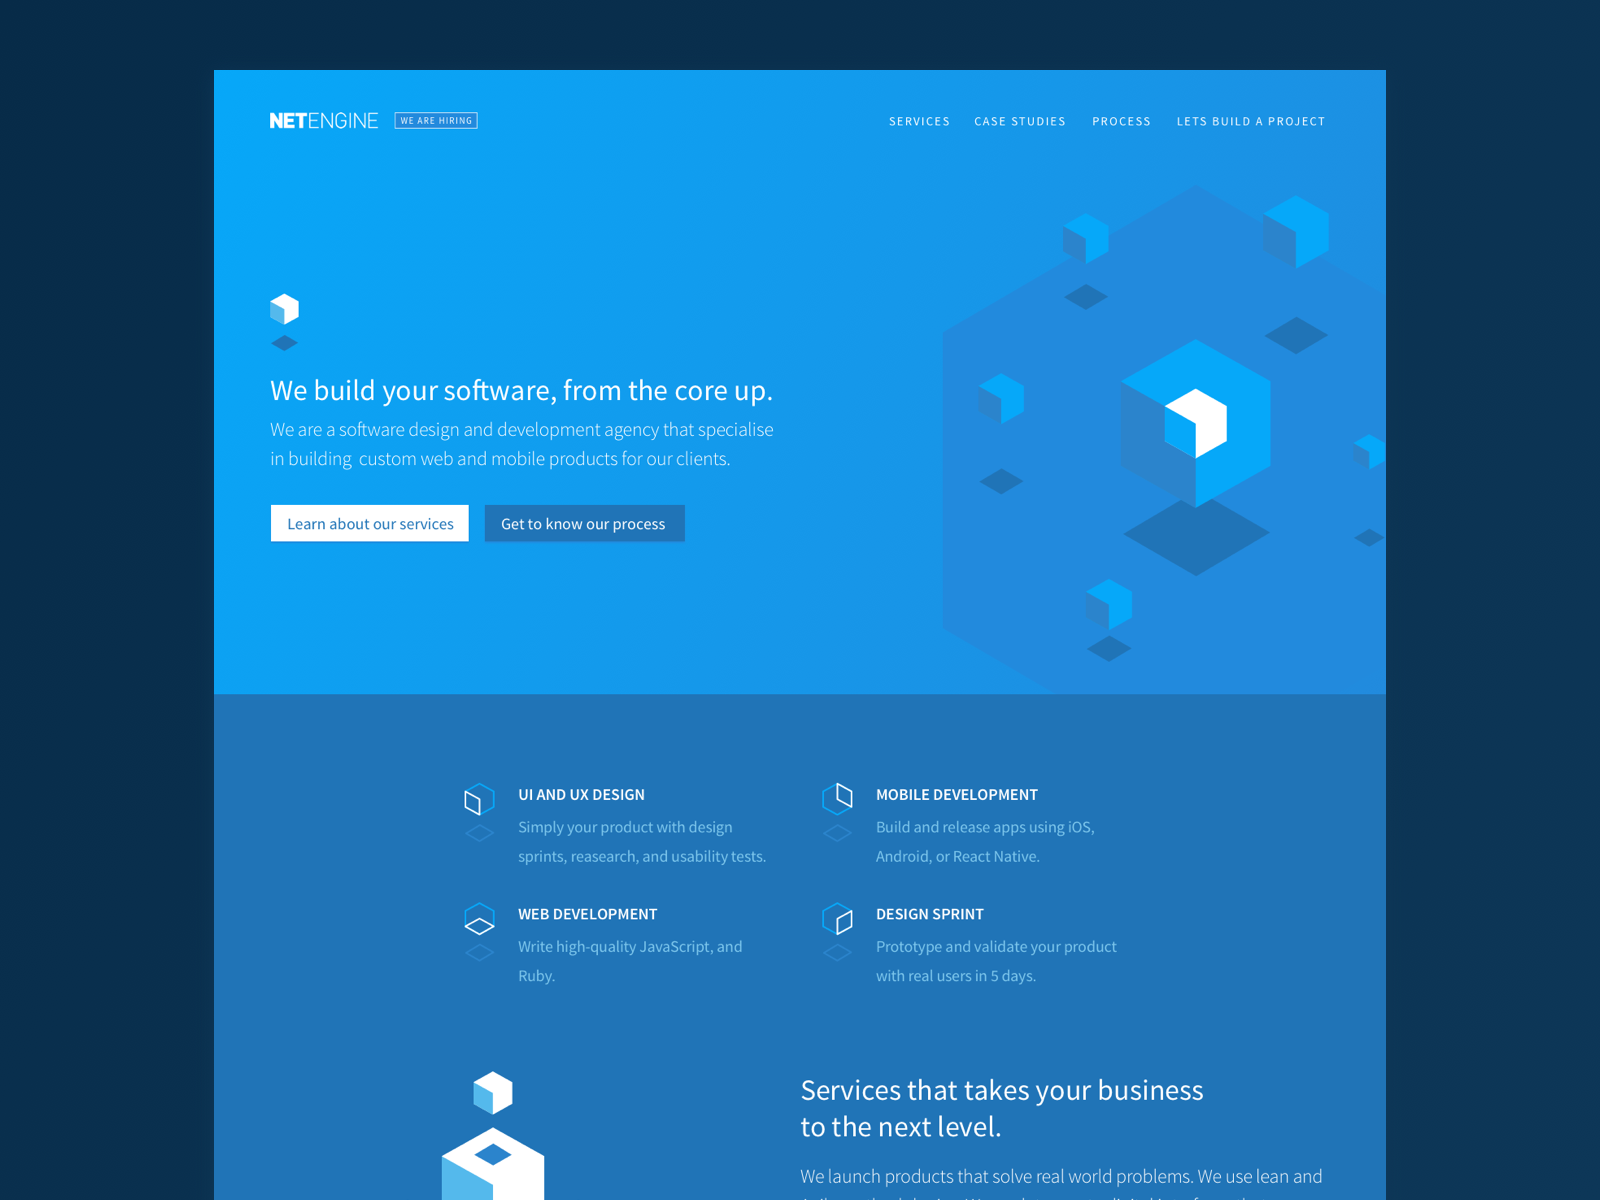 NETENGINE
WE ARE HIRING
SERVICES
CASE STUDIES
PROCESS
LETS BUILD A PROJECT
We build your software, from the core up.
We are a software design and development agency that specialise
in building custom web and mobile products for our clients.
Learn about our services
Get to know our process
UI AND UX DESIGN
Simply your product with design
sprints, reasearch, and usability tests.
MOBILE DEVELOPMENT
Build and release apps using iOS,
Android, or React Native.
WEB DEVELOPMENT
Write high-quality JavaScript, and
Ruby.
DESIGN SPRINT
Prototype and validate your product
with real users in 5 days.
Services that takes your business
to the next level.
We launch products that solve real world problems. We use lean and